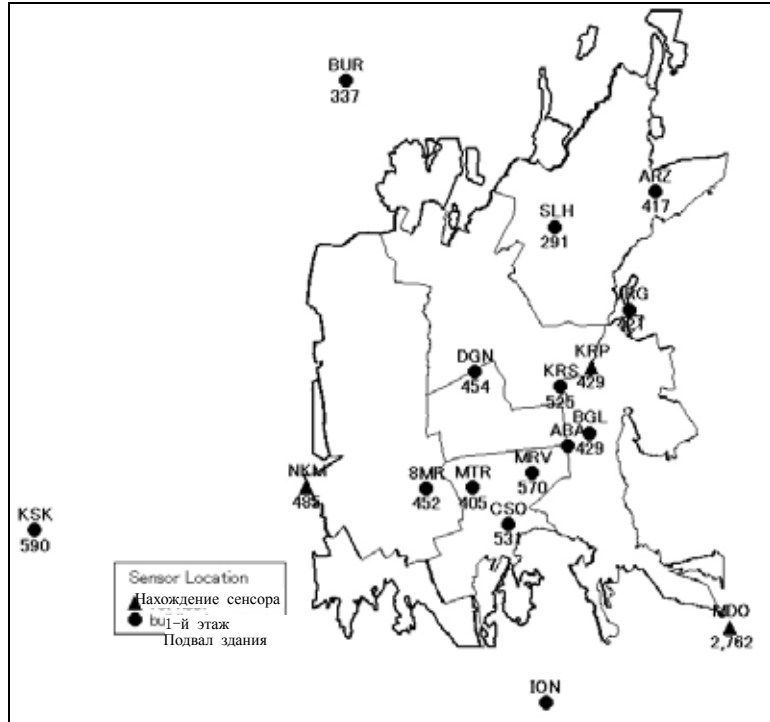 BUR
337
ARZ
417
SLH
291
421
KRP
429
DGN
454
KRS
525
BGL
ABA
429
MRV
570
NKM
8MR
452
MTR
405
CSO
531
KSK
590
Sensor Location
Нахождение сенсора
1-й этаж
Подвал здания
MDO
2,762
ION